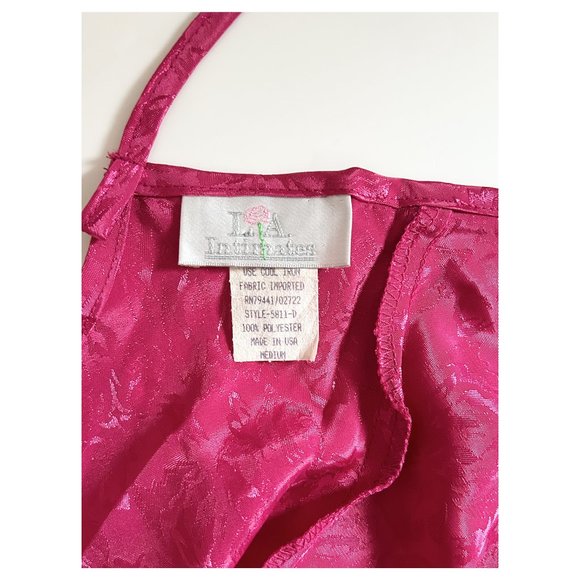 L.A.
Intimates
USE COOL IRON
FABRIC IMPORTED
RN79441/02722
STYLE-5811-D
100% POLYESTER
MADE IN USA
MEDIUM